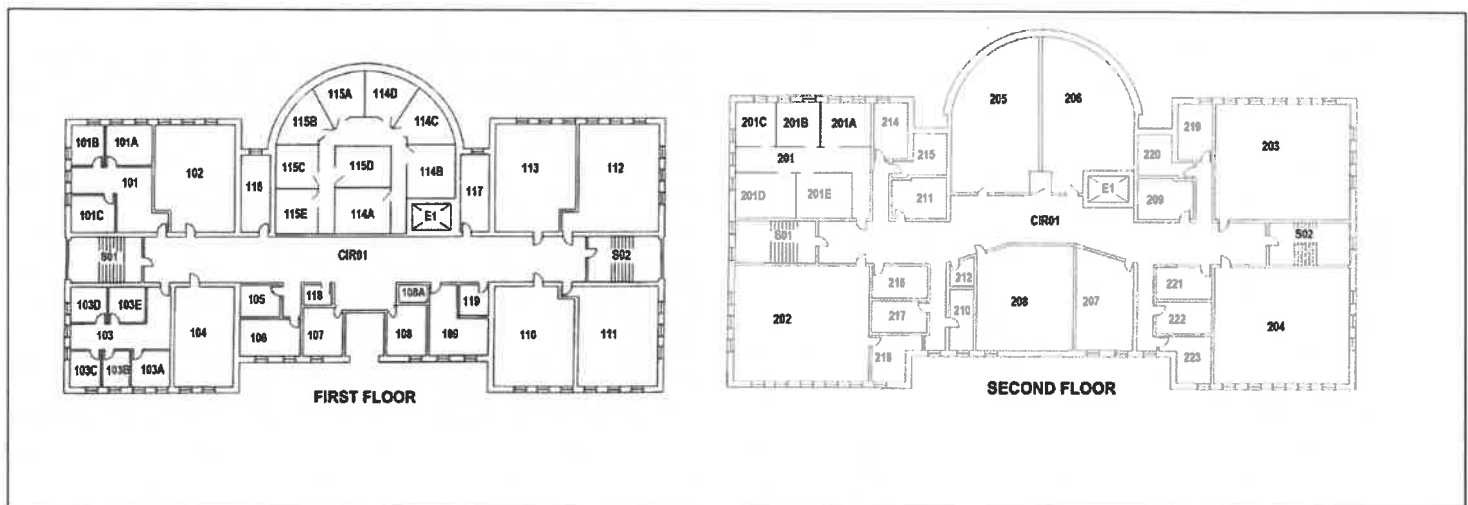 115A 114D
115B 114C
101B 101A
102
116
115C 115D 114B
101
101C
115E 114A E1
117
113 112
S01 CIR01 S02
103D 103E
105 118 108A 119
103 104 106 107 108 109 110 111
103C 103B 103A
FIRST FLOOR
205 206
201C 201B 201A 214
215
201
201D 201E 211
219
220
203
E1 209
S01 CIR01 S02
202
216 212 208 207 221
217 210 222 204
218 223
SECOND FLOOR